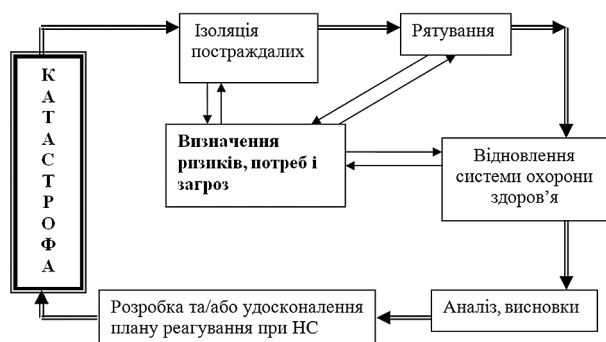 КАТАСТРОФА
Ізоляція
постраждалих
Рятування
Визначення
ризиків, потреб і
загроз
Відновлення
системи охорони
здоров’я
Розробка та/або удосконалення
плану реагування при НС
Аналіз, висновки